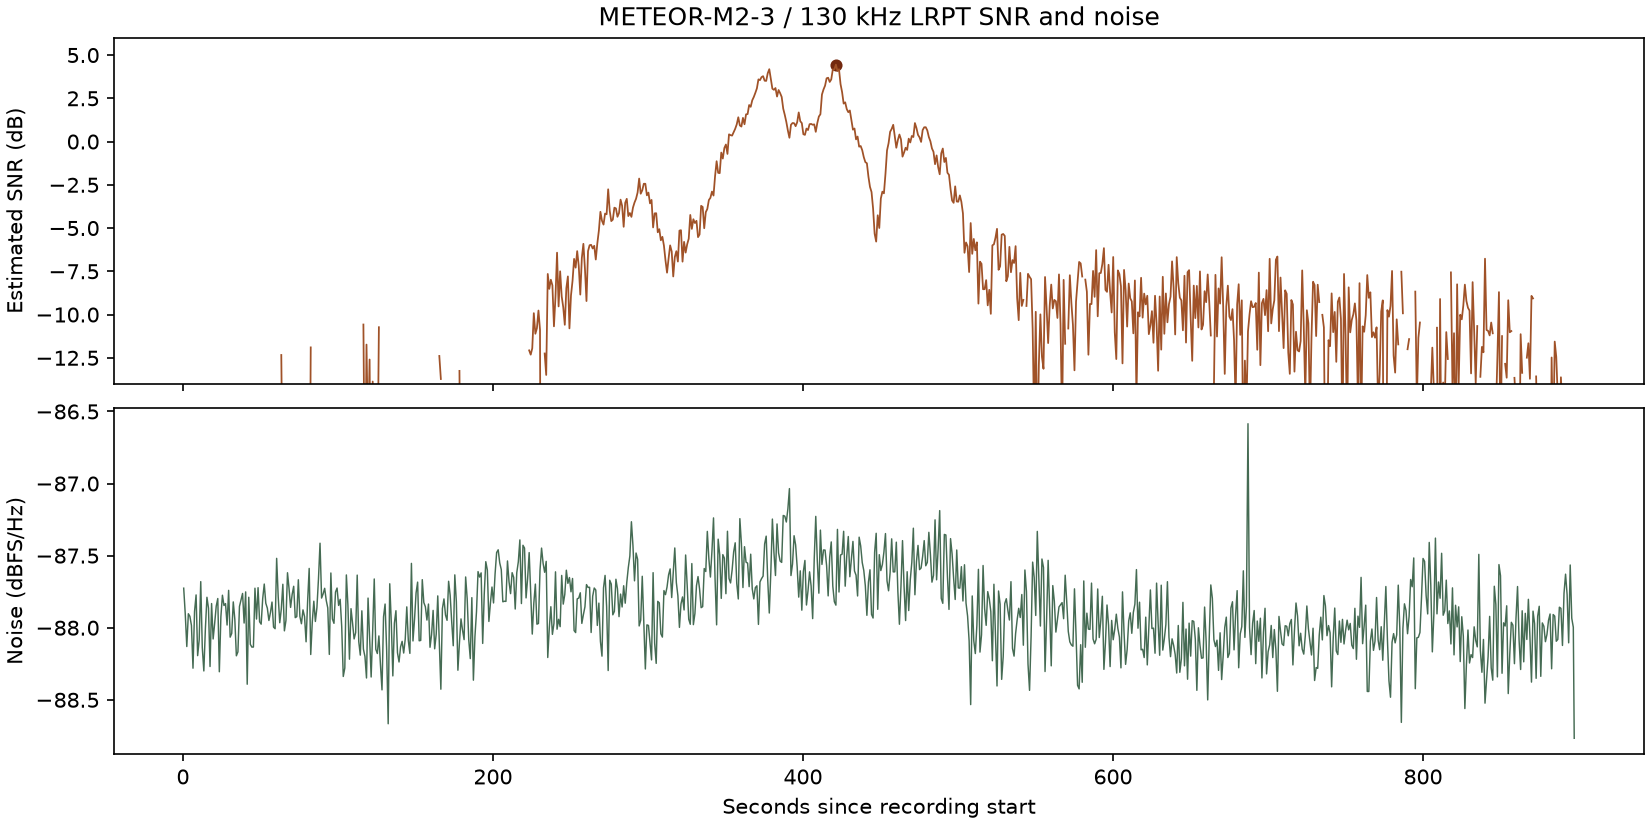 METEOR-M2-3 / 130 kHz LRPT SNR and noise
Estimated SNR (dB)
5.0
2.5
0.0
−2.5
−5.0
−7.5
−10.0
−12.5
Noise (dBFS/Hz)
−86.5
−87.0
−87.5
−88.0
−88.5
0 200 400 600 800
Seconds since recording start